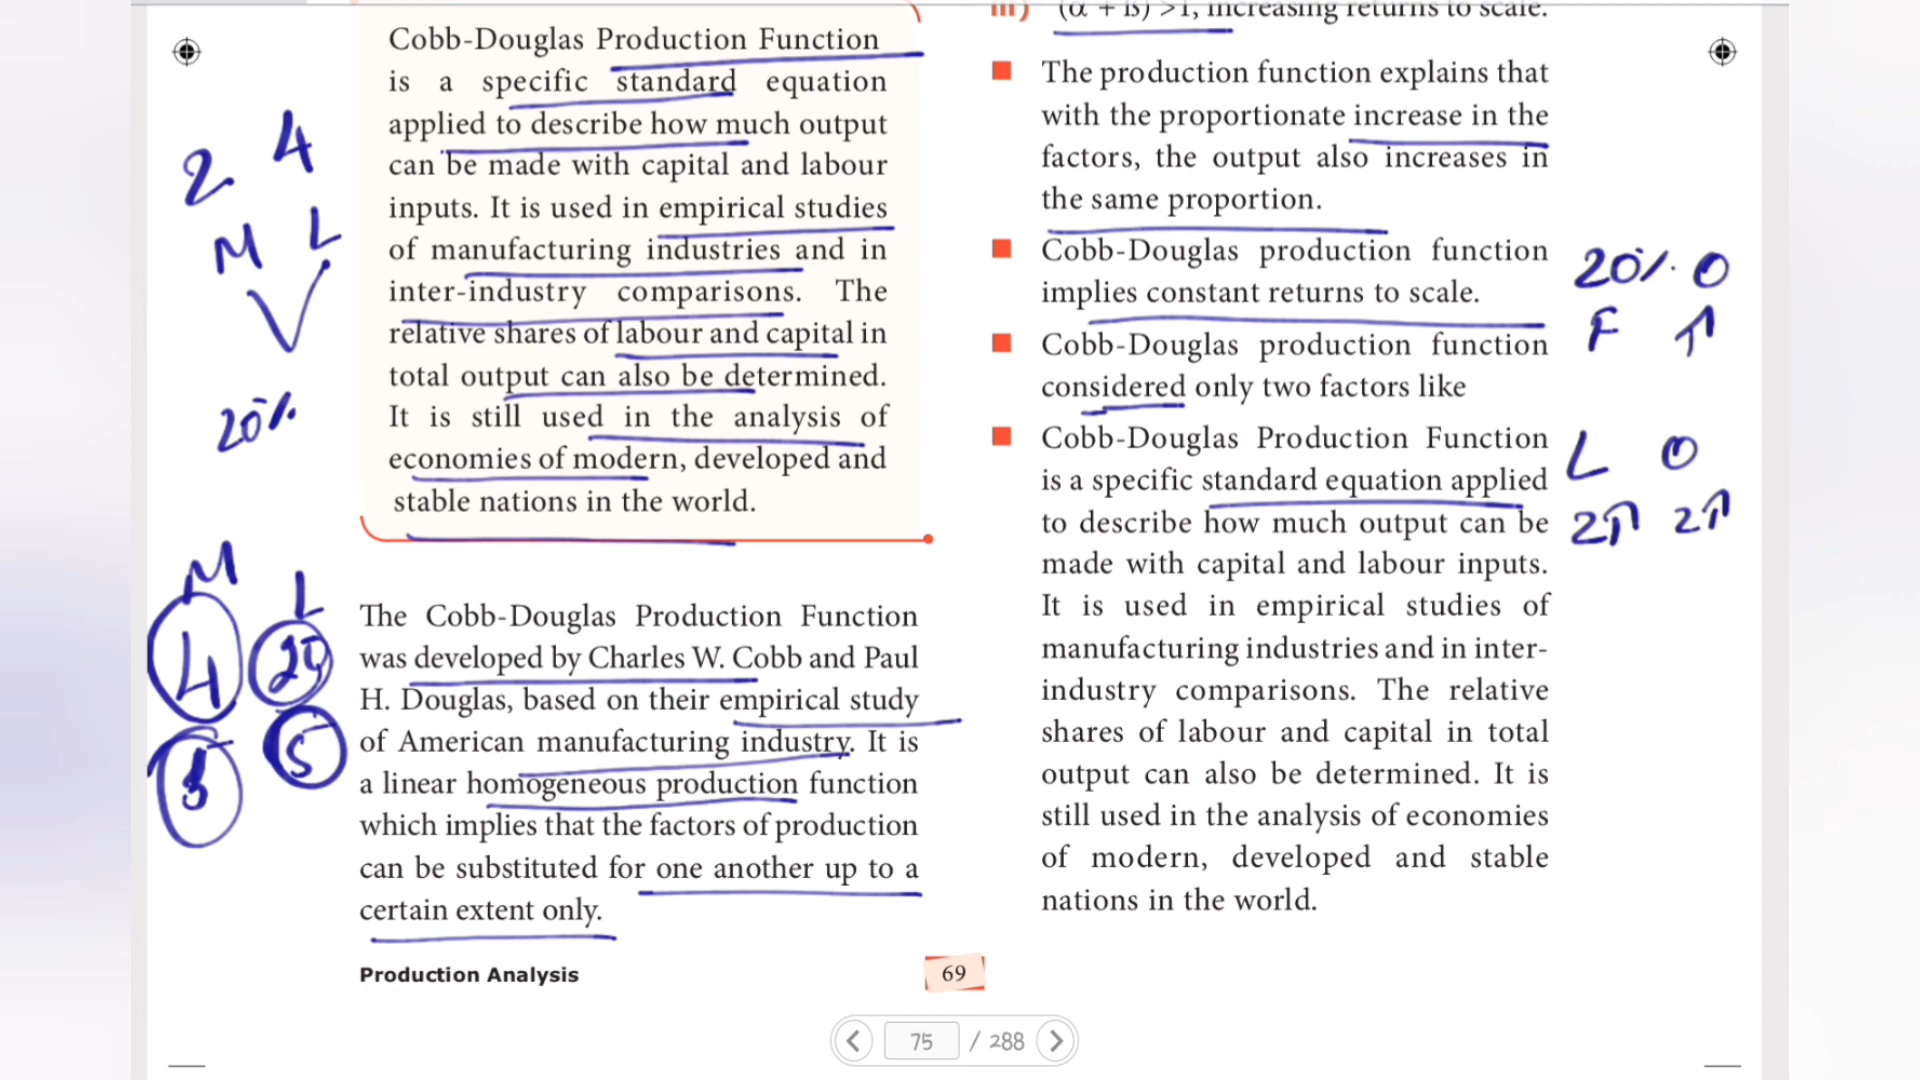 Cobb-Douglas Production Function
is a specific standard equation
applied to describe how much output
can be made with capital and labour
inputs. It is used in empirical studies
of manufacturing industries and in
inter-industry comparisons. The
relative shares of labour and capital in
total output can also be determined.
It is still used in the analysis of
economies of modern, developed and
stable nations in the world.
2 4
M L
20%
M L
4
5
The Cobb-Douglas Production Function
was developed by Charles W. Cobb and Paul
H. Douglas, based on their empirical study
of American manufacturing industry. It is
a linear homogeneous production function
which implies that the factors of production
can be substituted for one another up to a
certain extent only.
iii) (α + ß) >1, increasing returns to scale.
The production function explains that
with the proportionate increase in the
factors, the output also increases in
the same proportion.
Cobb-Douglas production function
implies constant returns to scale.
Cobb-Douglas production function
considered only two factors like
Cobb-Douglas Production Function
is a specific standard equation applied
to describe how much output can be
made with capital and labour inputs.
It is used in empirical studies of
manufacturing industries and in inter-
industry comparisons. The relative
shares of labour and capital in total
output can also be determined. It is
still used in the analysis of economies
of modern, developed and stable
nations in the world.
20% O
F ↑
L O
2↑ 2↑
Production Analysis
69
75 / 288